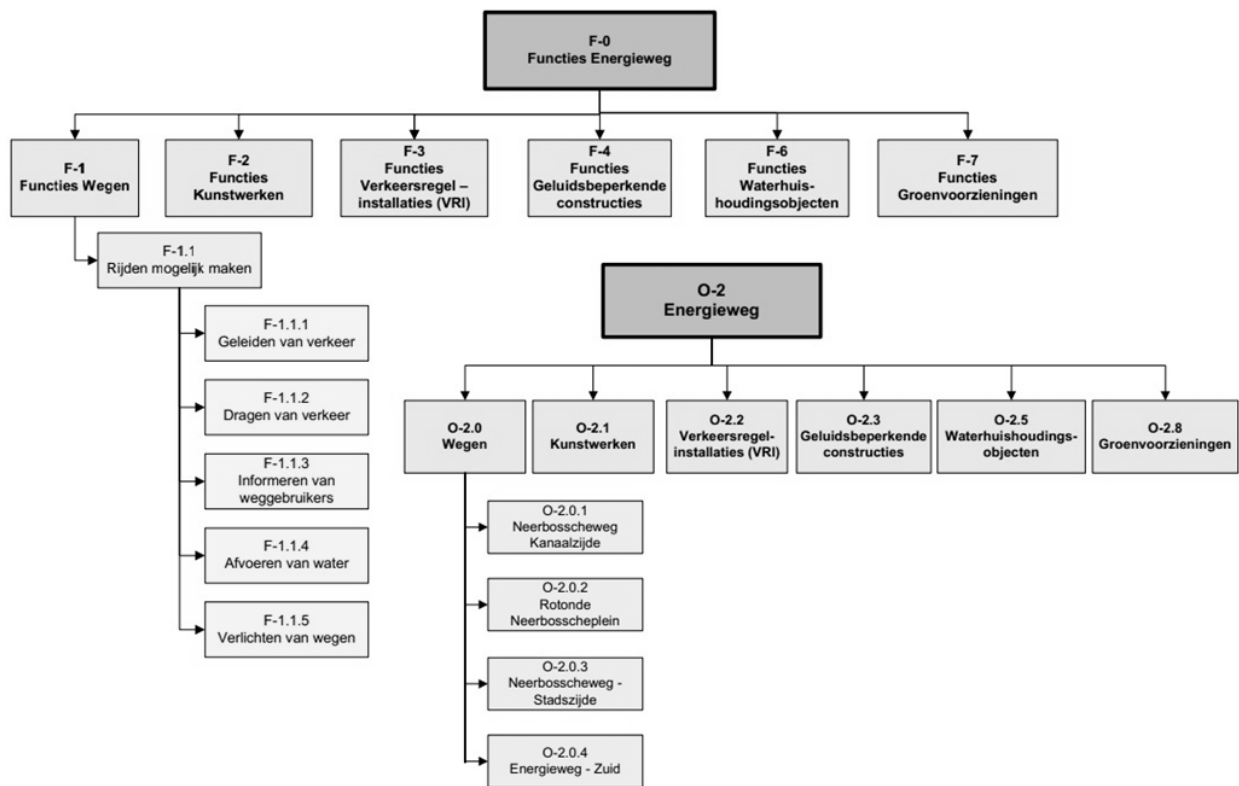 F-0
Functies Energieweg
F-1
Functies Wegen
F-2
Functies
Kunstwerken
F-3
Functies
Verkeersregel –
installaties (VRI)
F-4
Functies
Geluidsbeperkende
constructies
F-6
Functies
Waterhuis-
houdingsobjecten
F-7
Functies
Groenvoorzieningen
F-1.1
Rijden mogelijk maken
F-1.1.1
Geleiden van verkeer
F-1.1.2
Dragen van verkeer
F-1.1.3
Informeren van
weggebruikers
F-1.1.4
Afvoeren van water
F-1.1.5
Verlichten van wegen
O-2
Energieweg
O-2.0
Wegen
O-2.1
Kunstwerken
O-2.2
Verkeersregel-
installaties (VRI)
O-2.3
Geluidsbeperkende
constructies
O-2.5
Waterhuishoudings-
objecten
O-2.8
Groenvoorzieningen
O-2.0.1
Neerbosscheweg
Kanaalzijde
O-2.0.2
Rotonde
Neerbosscheplein
O-2.0.3
Neerbosscheweg -
Stadszijde
O-2.0.4
Energieweg - Zuid